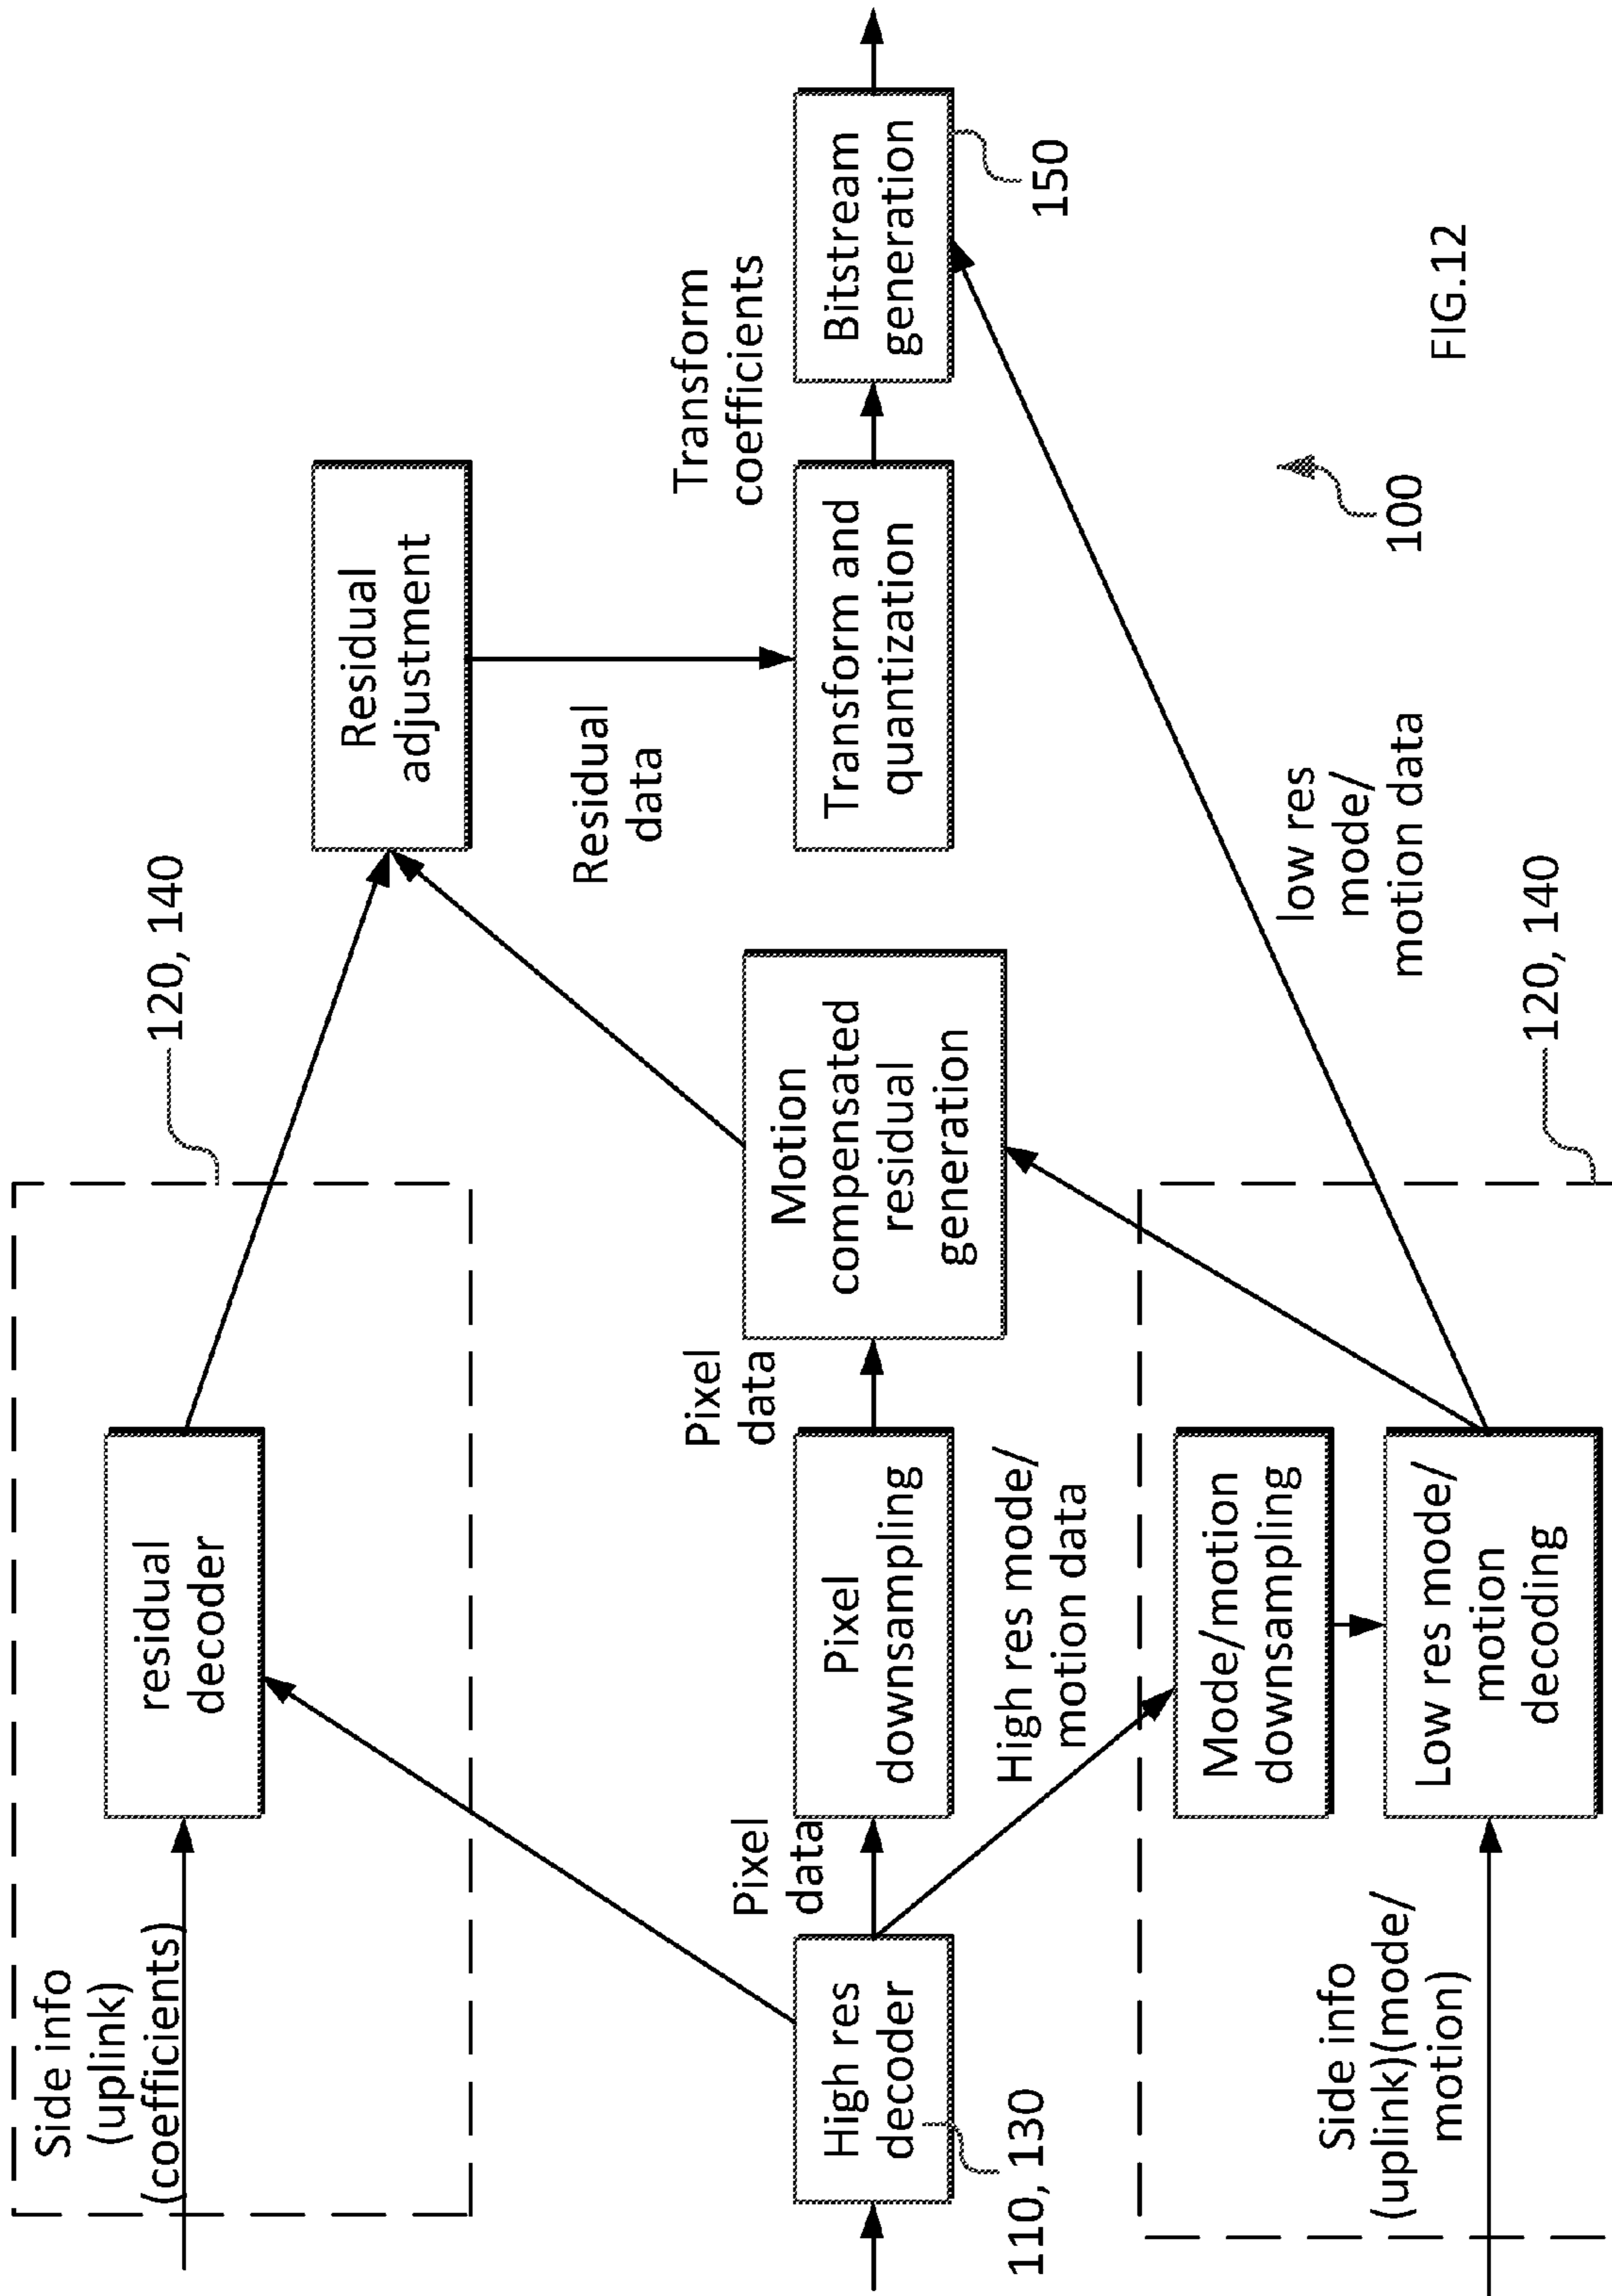 Side info
(uplink)
(coefficients)
residual
decoder
120, 140
Residual
adjustment
Residual
data
High res
decoder
110, 130
Pixel
data
Pixel
downsampling
Pixel
data
Motion
compensated
residual
generation
Transform and
quantization
Transform
coefficients
Bitstream
generation
150
High res mode/
motion data
Side info
(uplink)(mode/
motion)
Mode/motion
downsampling
Low res mode/
motion
decoding
120, 140
low res
mode/
motion data
100
FIG.12